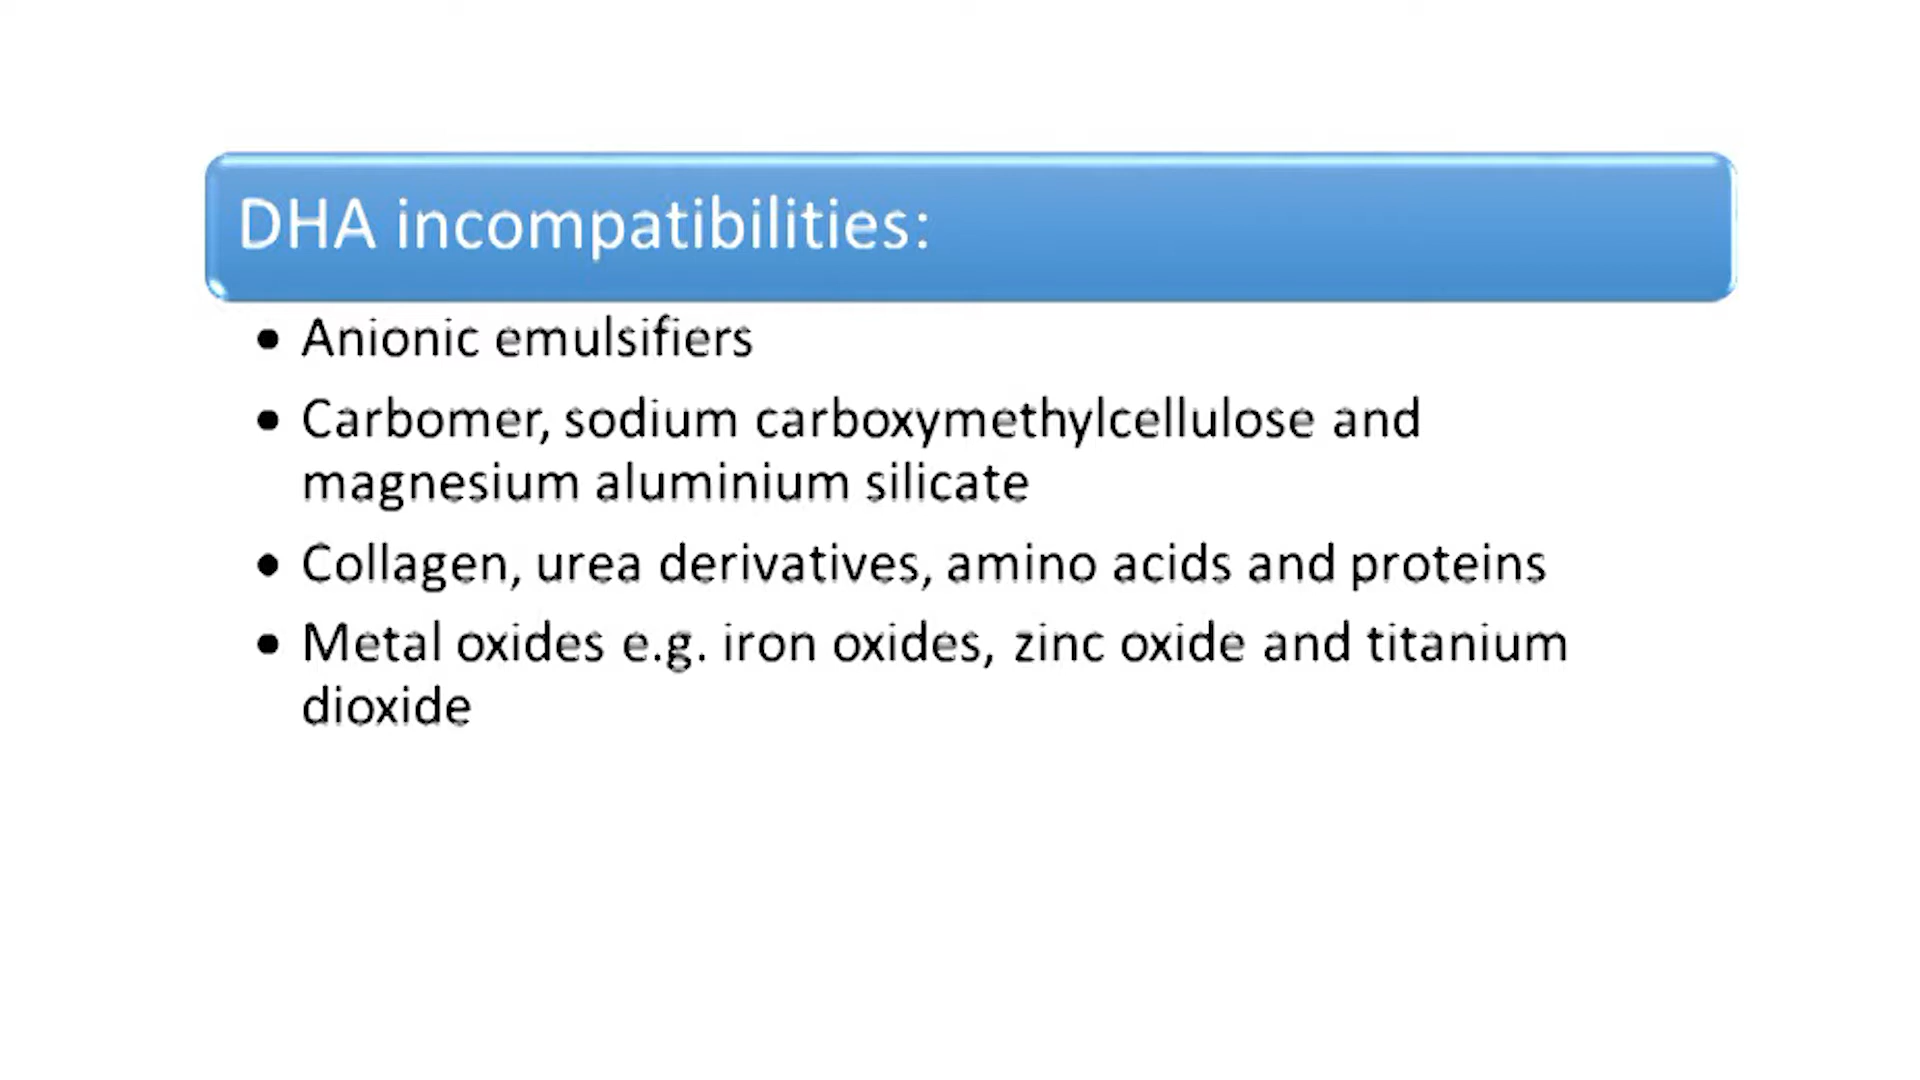 DHA incompatibilities:
• Anionic emulsifiers
• Carbomer, sodium carboxymethylcellulose and
magnesium aluminium silicate
• Collagen, urea derivatives, amino acids and proteins
• Metal oxides e.g. iron oxides, zinc oxide and titanium
dioxide